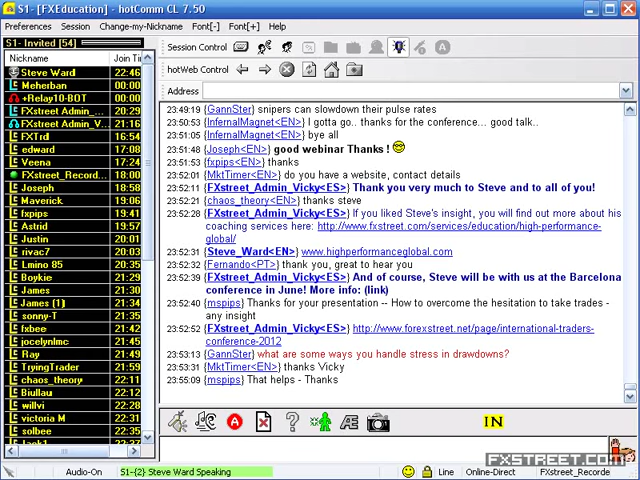 S1- [FXEducation] - hotComm CL 7.50
Preferences Session Change-my-Nickname Font[-] Font[+] Help
S1- Invited [54]
Nickname Join Ti
Steve Ward 22:46
Meherban 00:00
+Relay10-BOT 00:00
FXstreet Admin_... 20:29
FXstreet Admin_V... 21:16
FXTrd 16:54
edward 17:08
Veena 17:24
FXstreet_Record... 18:00
Joseph 18:58
Maverick 19:06
fxpips 19:41
Astrid 19:57
Justin 20:01
rivac7 20:03
Lmino 85 20:35
Boykie 21:29
James 21:30
James (1) 21:34
sonny-T 21:35
fxbee 21:42
jocelynlmc 21:45
Ray 21:49
TryingTrader 21:59
chaos_theory 22:11
Biullau 22:12
willvi 22:28
victoria M 22:31
solbee 22:33
Session Control
hotWeb Control
Address
23:49:19 {GannSter} snipers can slowdown their pulse rates
23:50:53 {InfernalMagnet<EN>} I gotta go.. thanks for the conference... good talk..
23:51:05 {InfernalMagnet<EN>} bye all
23:51:48 {Joseph<EN>} good webinar Thanks !
23:51:53 {fxpips<EN>} thanks
23:52:01 {MktTimer<EN>} do you have a website, contact details
23:52:11 {FXstreet_Admin_Vicky<ES>} Thank you very much to Steve and to all of you!
23:52:21 {chaos_theory<EN>} thanks steve
23:52:28 {FXstreet_Admin_Vicky<ES>} If you liked Steve's insight, you will find out more about his
coaching services here: http://www.fxstreet.com/services/education/high-performance-
global/
23:52:31 {Steve_Ward<EN>} www.highperformanceglobal.com
23:52:32 {Fernando<PT>} thank you, great to hear you
23:52:39 {FXstreet_Admin_Vicky<ES>} And of course, Steve will be with us at the Barcelona
conference in June! More info: (link)
23:52:40 {mspips} Thanks for your presentation -- How to overcome the hesitation to take trades -
any insight
23:52:52 {FXstreet_Admin_Vicky<ES>} http://www.forexstreet.net/page/international-traders-
conference-2012
23:53:13 {GannSter} what are some ways you handle stress in drawdowns?
23:53:31 {MktTimer<EN>} thanks Vicky
23:55:09 {mspips} That helps - Thanks
IN
FXSTREET.COM
Audio-On S1-{2} Steve Ward Speaking Line Online-Direct FXstreet_Recorde